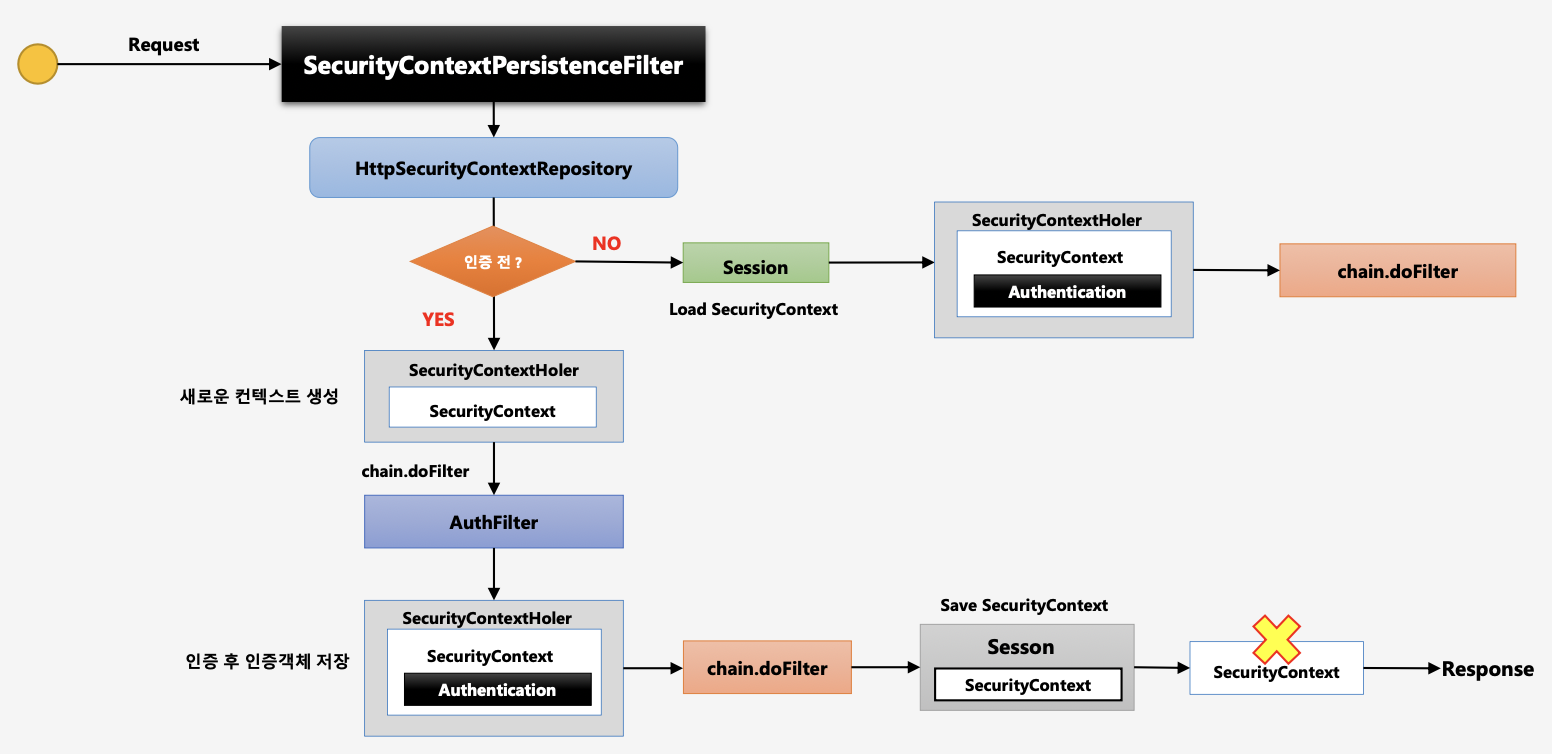 Request
SecurityContextPersistenceFilter
HttpSecurityContextRepository
인증 전 ?
NO
Session
Load SecurityContext
SecurityContextHoler
SecurityContext
Authentication
chain.doFilter
YES
새로운 컨텍스트 생성
SecurityContextHoler
SecurityContext
chain.doFilter
AuthFilter
인증 후 인증객체 저장
SecurityContextHoler
SecurityContext
Authentication
chain.doFilter
Save SecurityContext
Sesson
SecurityContext
SecurityContext
Response